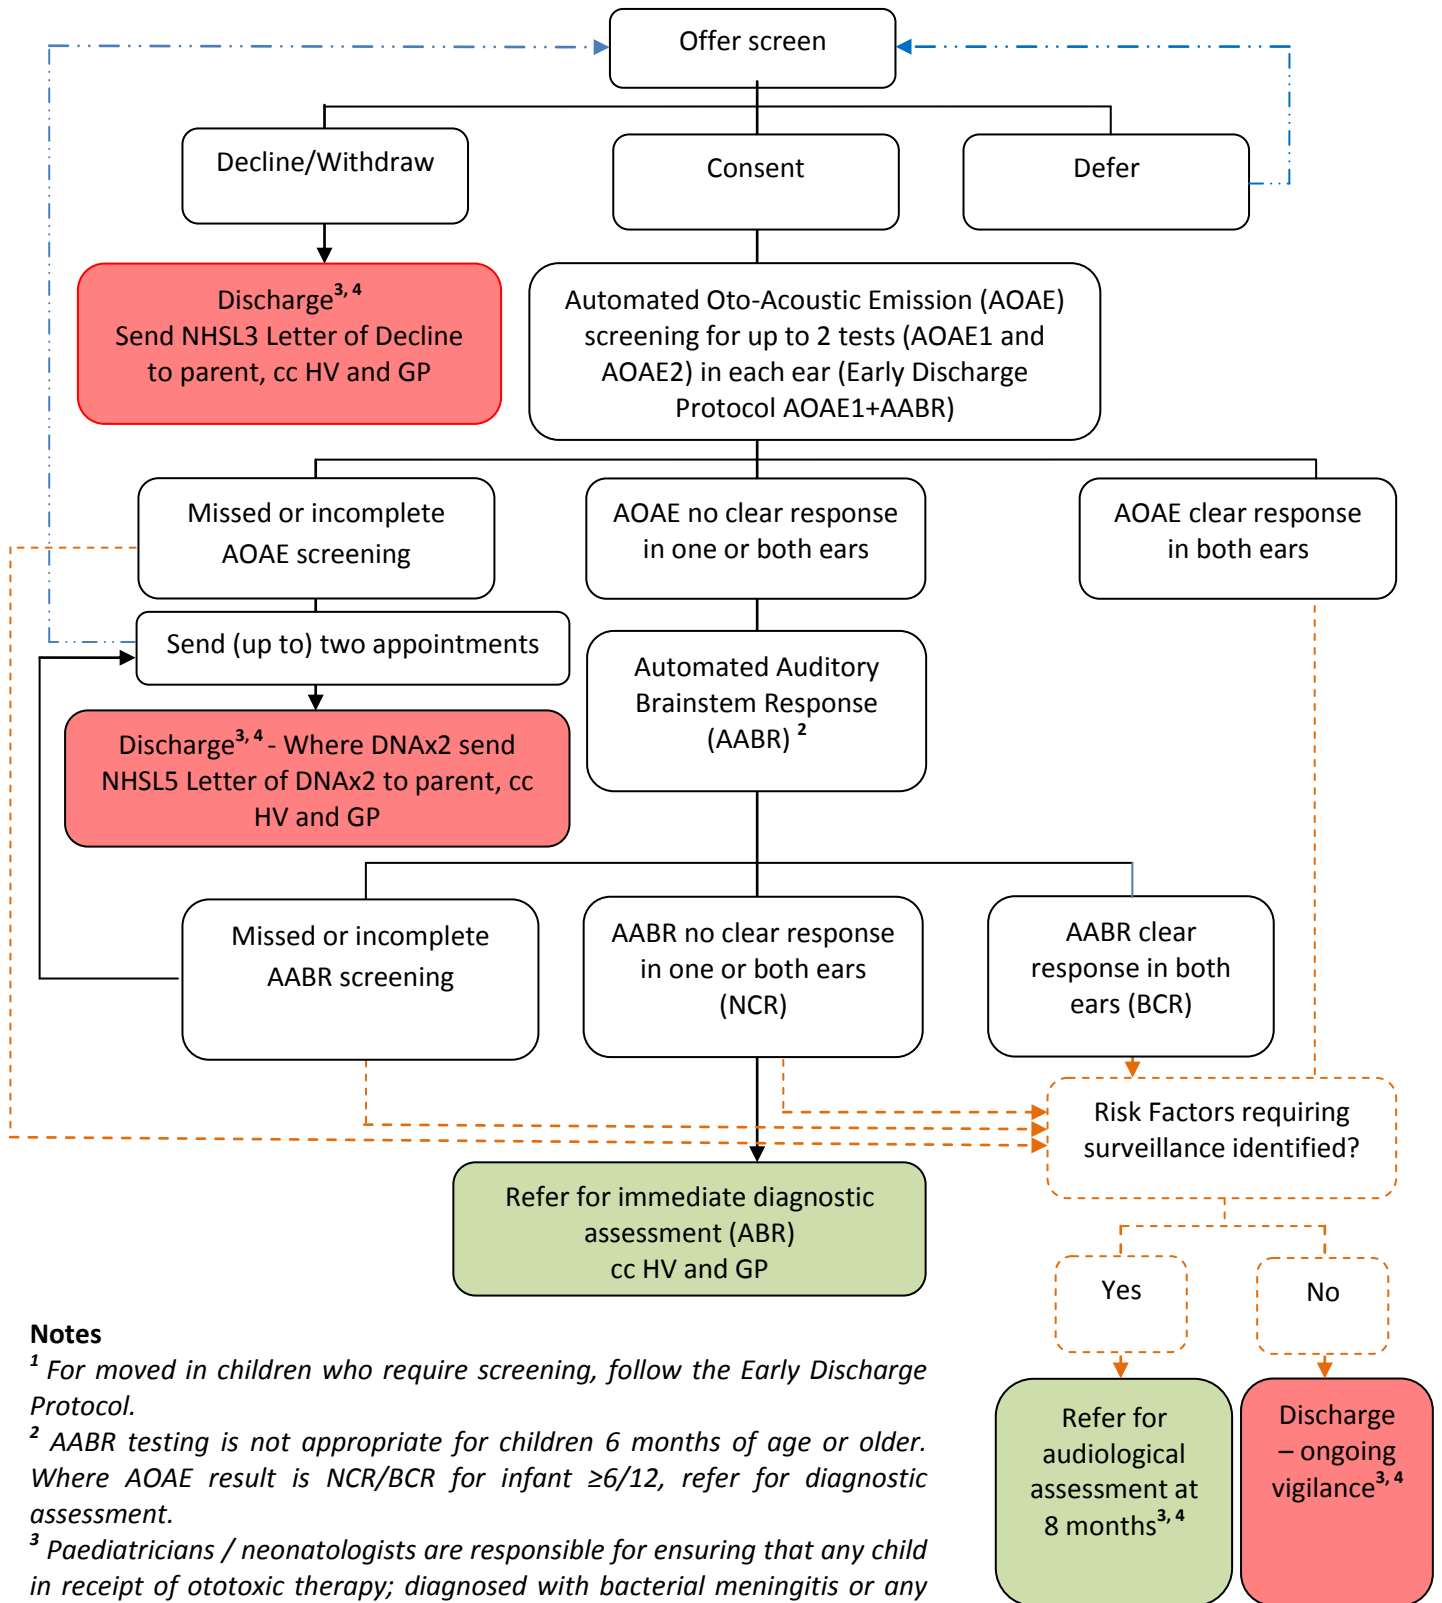 Offer screen
Decline/Withdraw
Consent
Defer
Discharge3, 4
Send NHSL3 Letter of Decline
to parent, cc HV and GP
Automated Oto-Acoustic Emission (AOAE)
screening for up to 2 tests (AOAE1 and
AOAE2) in each ear (Early Discharge
Protocol AOAE1+AABR)
Missed or incomplete
AOAE screening
AOAE no clear response
in one or both ears
AOAE clear response
in both ears
Send (up to) two appointments
Automated Auditory
Brainstem Response
(AABR) 2
Discharge3, 4 - Where DNAx2 send
NHSL5 Letter of DNAx2 to parent, cc
HV and GP
Missed or incomplete
AABR screening
AABR no clear response
in one or both ears
(NCR)
AABR clear
response in both
ears (BCR)
Risk Factors requiring
surveillance identified?
Refer for immediate diagnostic
assessment (ABR)
cc HV and GP
Yes
No
Refer for
audiological
assessment at
8 months3, 4
Discharge
– ongoing
vigilance3, 4
Notes
1 For moved in children who require screening, follow the Early Discharge
Protocol.
2 AABR testing is not appropriate for children 6 months of age or older.
Where AOAE result is NCR/BCR for infant ≥6/12, refer for diagnostic
assessment.
3 Paediatricians / neonatologists are responsible for ensuring that any child
in receipt of ototoxic therapy; diagnosed with bacterial meningitis or any